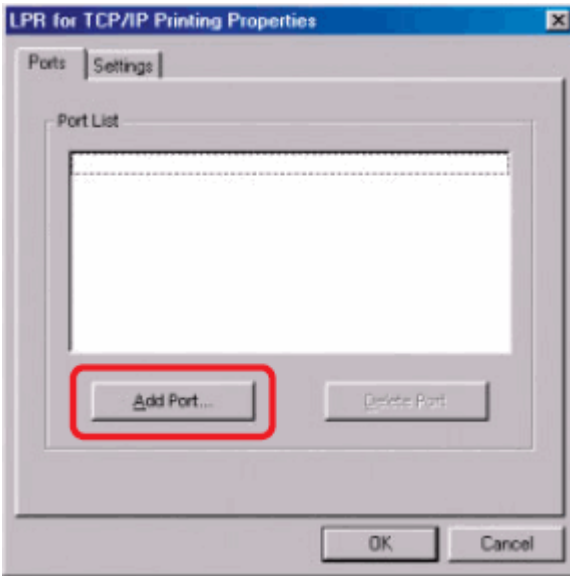 LPR for TCP/IP Printing Properties
Ports
Settings
Port List
Add Port...
Delete Port
OK
Cancel